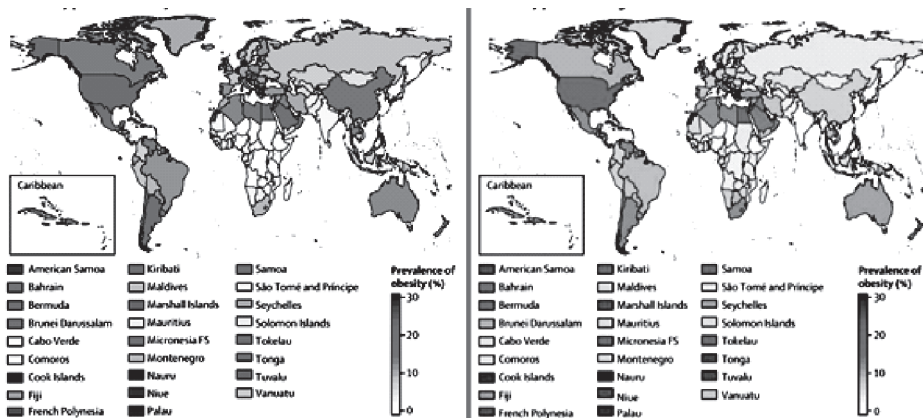 Caribbean
American Samoa
Bahrain
Bermuda
Brunei Darussalam
Cabo Verde
Comoros
Cook Islands
Fiji
French Polynesia
Kiribati
Maldives
Marshall Islands
Mauritius
Micronesia FS
Montenegro
Nauru
Niue
Palau
Samoa
São Tomé and Príncipe
Seychelles
Solomon Islands
Tokelau
Tonga
Tuvalu
Vanuatu
Prevalence of
obesity (%)
30
20
10
0
Caribbean
American Samoa
Bahrain
Bermuda
Brunei Darussalam
Cabo Verde
Comoros
Cook Islands
Fiji
French Polynesia
Kiribati
Maldives
Marshall Islands
Mauritius
Micronesia FS
Montenegro
Nauru
Niue
Palau
Samoa
São Tomé and Príncipe
Seychelles
Solomon Islands
Tokelau
Tonga
Tuvalu
Vanuatu
Prevalence of
obesity (%)
30
20
10
0